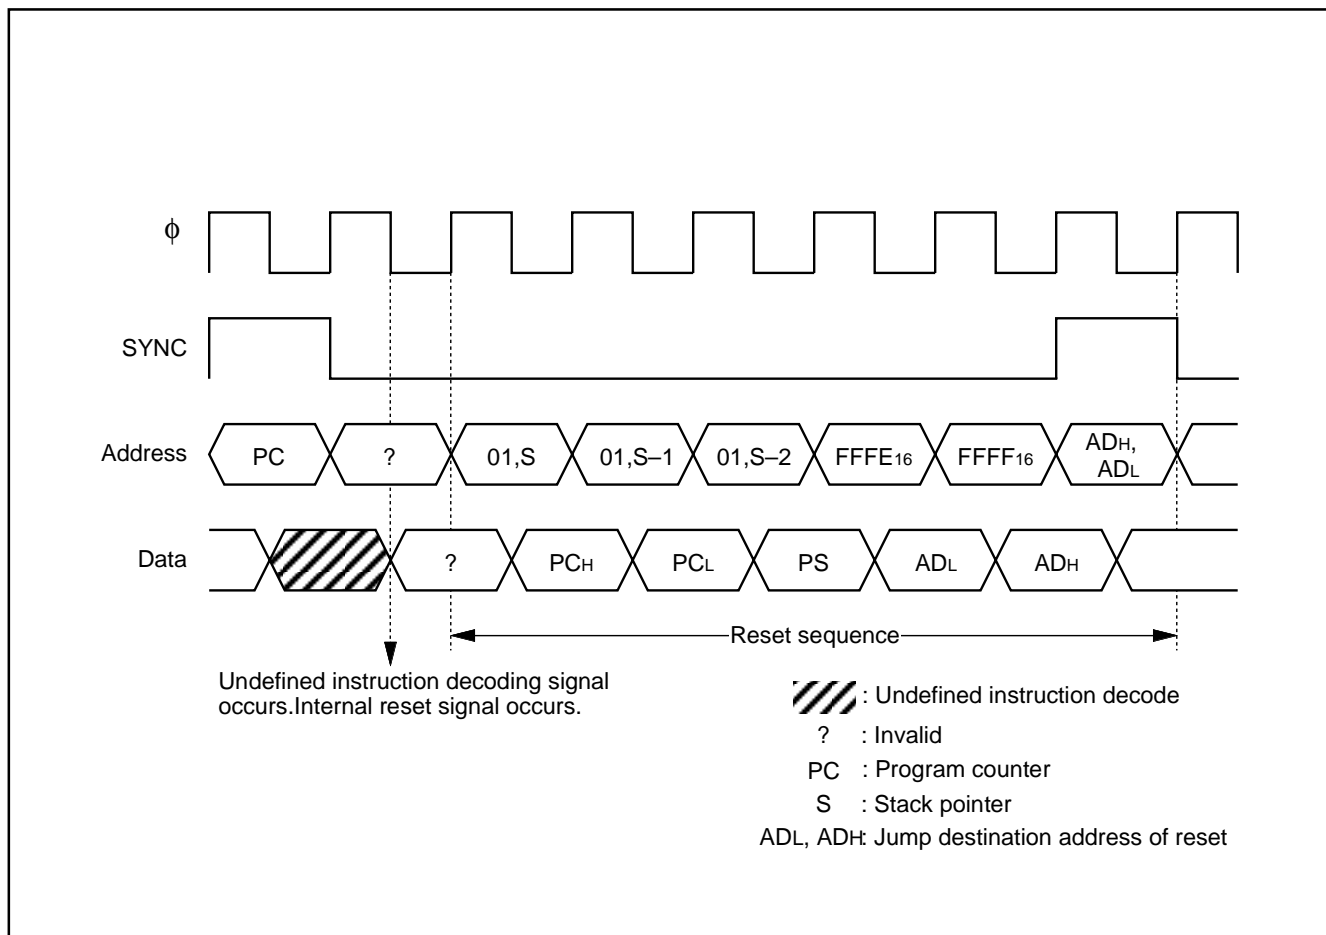 ϕ
SYNC
Address PC ? 01,S 01,S–1 01,S–2 FFFE16 FFFF16 ADH, ADL
Data ? PCH PCL PS ADL ADH
Reset sequence
Undefined instruction decoding signal
occurs.Internal reset signal occurs.
: Undefined instruction decode
? : Invalid
PC : Program counter
S : Stack pointer
ADL, ADH: Jump destination address of reset